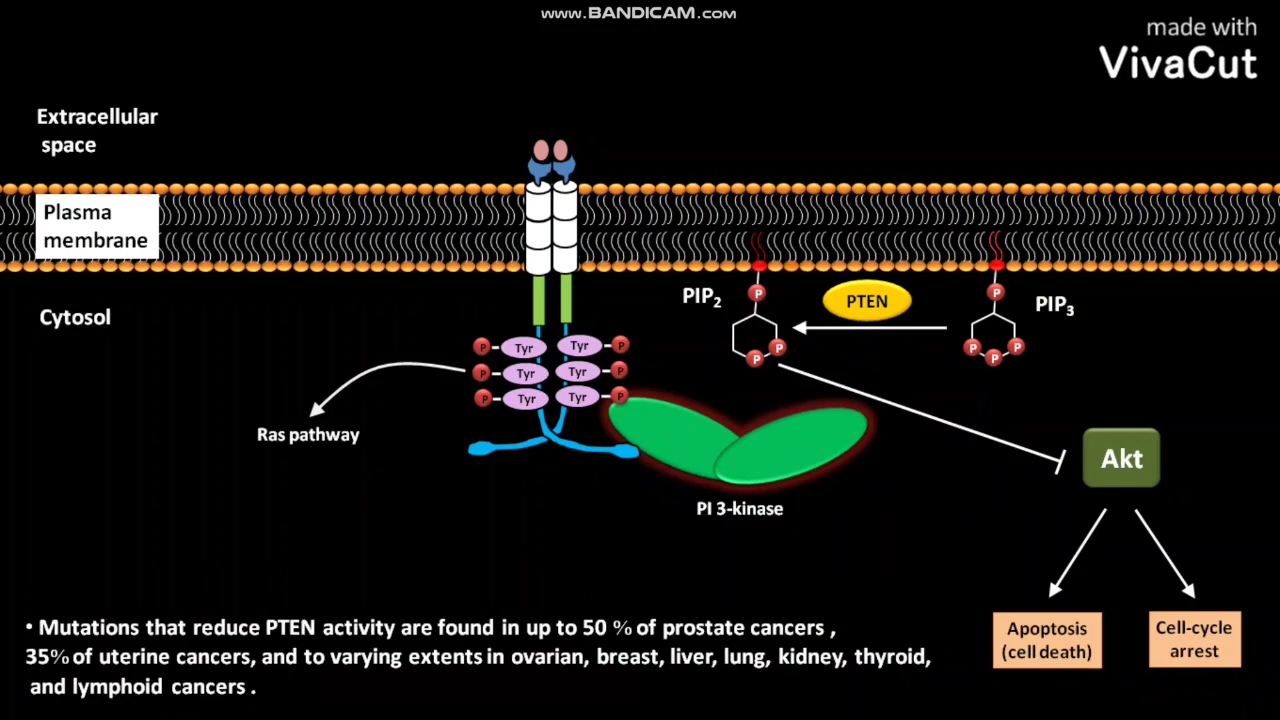 www.BANDICAM.com
made with
VivaCut
Extracellular
space
Plasma
membrane
Cytosol
PIP2
PTEN
PIP3
P
P
P
P
P
P
P
P Tyr Tyr P
P Tyr Tyr P
P Tyr Tyr P
Ras pathway
Akt
PI 3-kinase
Apoptosis
(cell death)
Cell-cycle
arrest
• Mutations that reduce PTEN activity are found in up to 50 % of prostate cancers ,
35% of uterine cancers, and to varying extents in ovarian, breast, liver, lung, kidney, thyroid,
and lymphoid cancers .